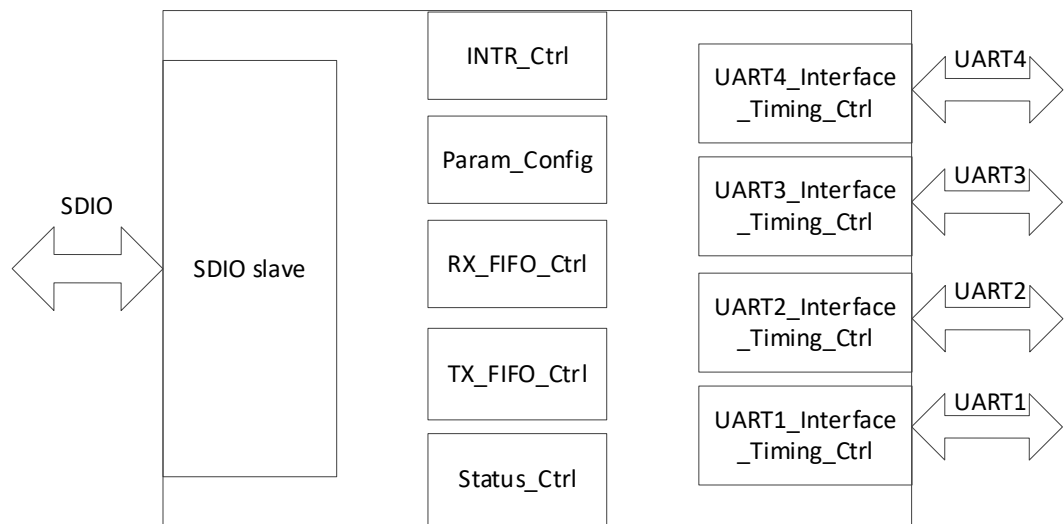 SDIO
SDIO slave
INTR_Ctrl
Param_Config
RX_FIFO_Ctrl
TX_FIFO_Ctrl
Status_Ctrl
UART4_Interface
_Timing_Ctrl
UART3_Interface
_Timing_Ctrl
UART2_Interface
_Timing_Ctrl
UART1_Interface
_Timing_Ctrl
UART4
UART3
UART2
UART1